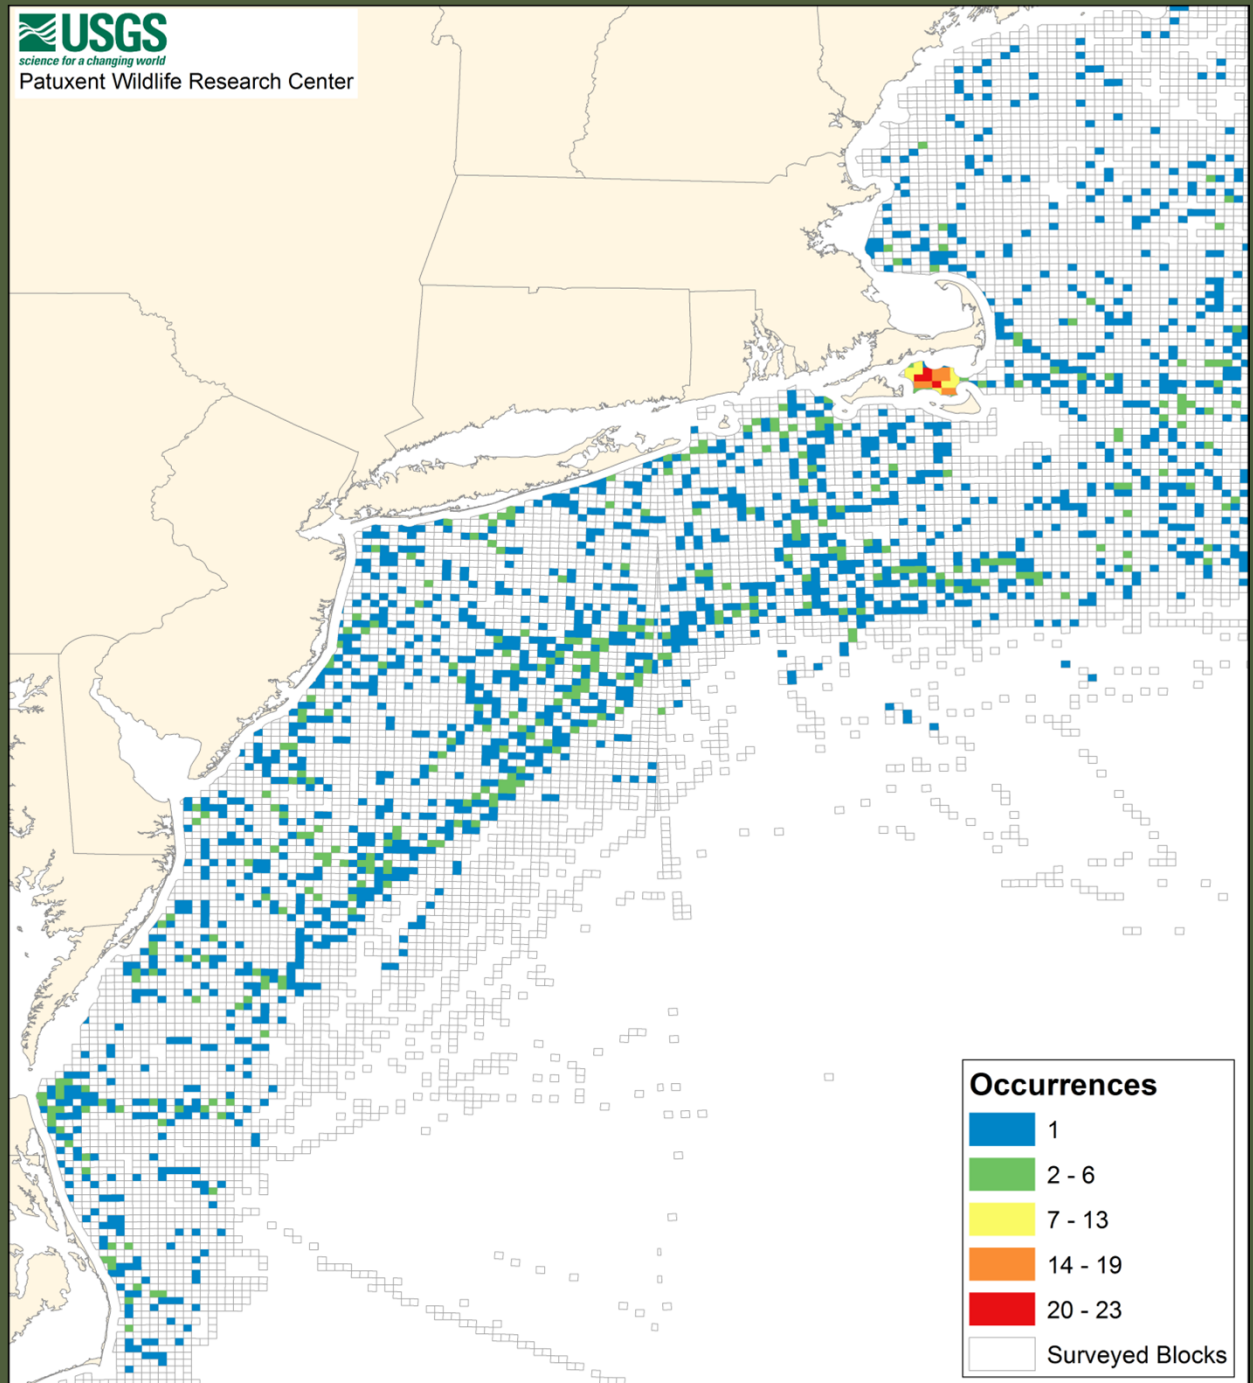 USGS
science for a changing world
Patuxent Wildlife Research Center
Occurrences
1
2 - 6
7 - 13
14 - 19
20 - 23
Surveyed Blocks